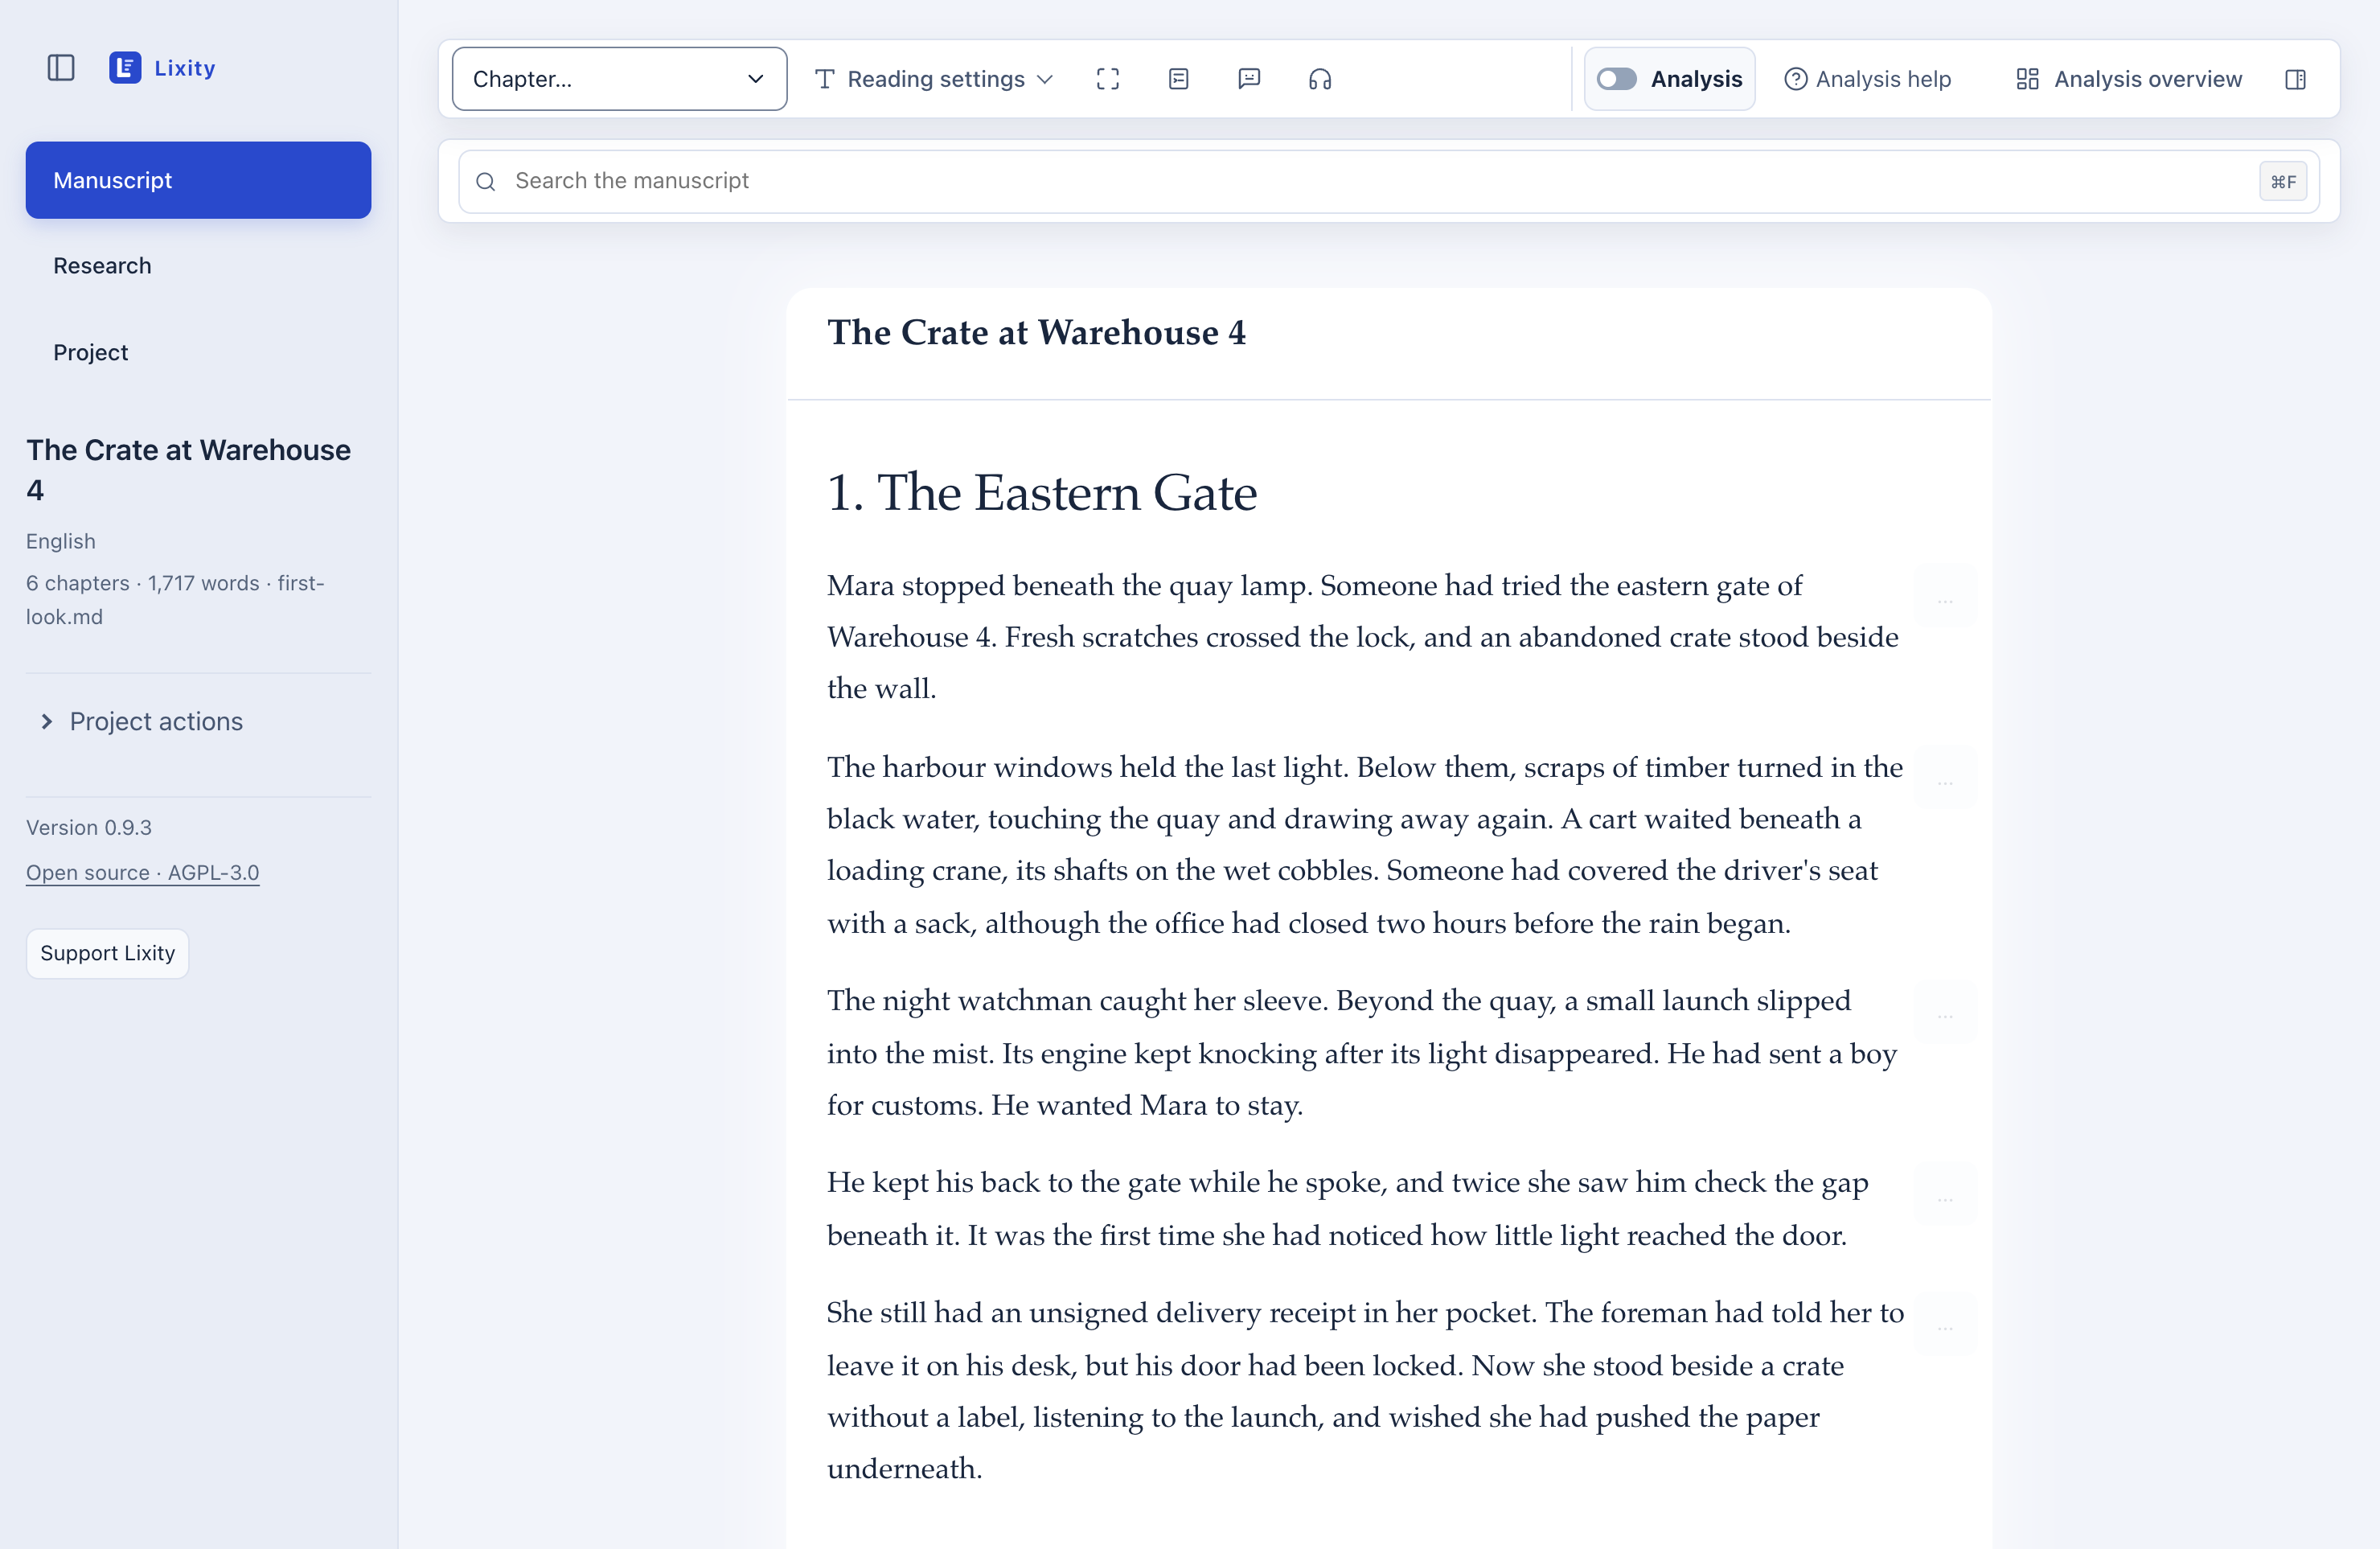 Lixity
Manuscript
Research
Project
The Crate at Warehouse
4
English
6 chapters · 1,717 words · first-
look.md
Project actions
Version 0.9.3
Open source · AGPL-3.0
Support Lixity
Chapter...
Reading settings
Analysis
Analysis help
Analysis overview
Search the manuscript
⌘F
The Crate at Warehouse 4
1. The Eastern Gate
Mara stopped beneath the quay lamp. Someone had tried the eastern gate of
Warehouse 4. Fresh scratches crossed the lock, and an abandoned crate stood beside
the wall.
The harbour windows held the last light. Below them, scraps of timber turned in the
black water, touching the quay and drawing away again. A cart waited beneath a
loading crane, its shafts on the wet cobbles. Someone had covered the driver's seat
with a sack, although the office had closed two hours before the rain began.
The night watchman caught her sleeve. Beyond the quay, a small launch slipped
into the mist. Its engine kept knocking after its light disappeared. He had sent a boy
for customs. He wanted Mara to stay.
He kept his back to the gate while he spoke, and twice she saw him check the gap
beneath it. It was the first time she had noticed how little light reached the door.
She still had an unsigned delivery receipt in her pocket. The foreman had told her to
leave it on his desk, but his door had been locked. Now she stood beside a crate
without a label, listening to the launch, and wished she had pushed the paper
underneath.